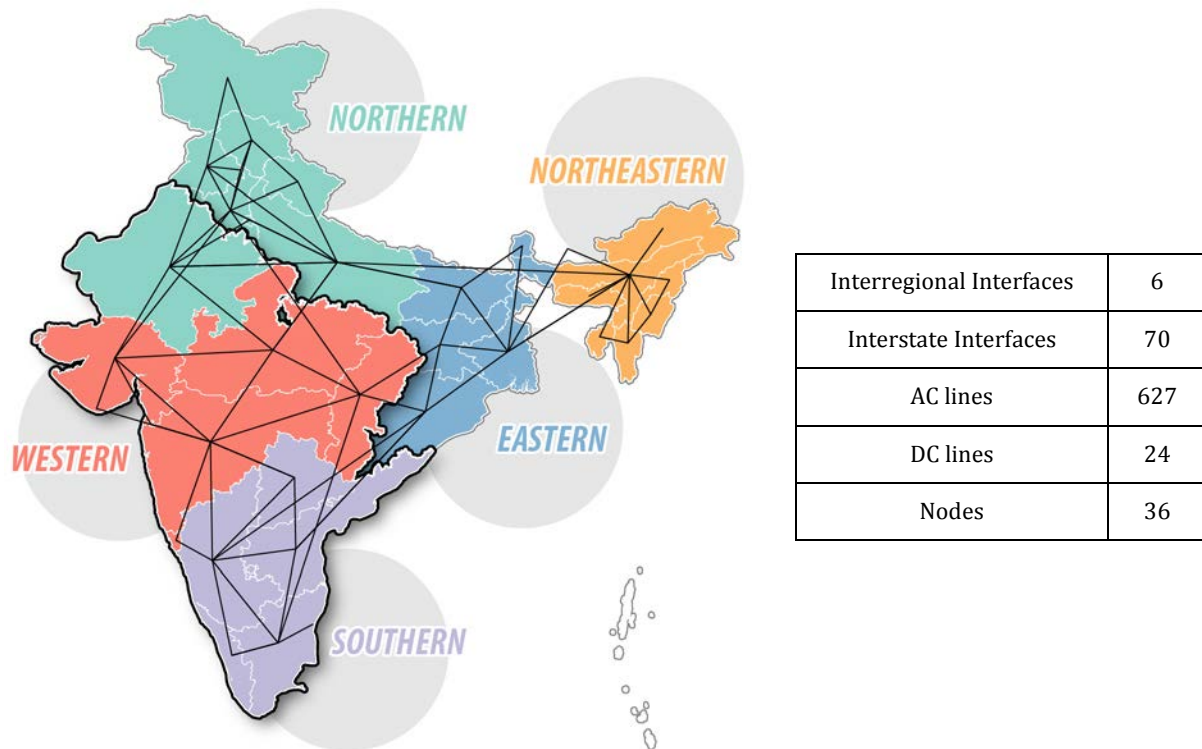 NORTHERN
NORTHEASTERN
WESTERN
EASTERN
SOUTHERN
Interregional Interfaces 6
Interstate Interfaces 70
AC lines 627
DC lines 24
Nodes 36